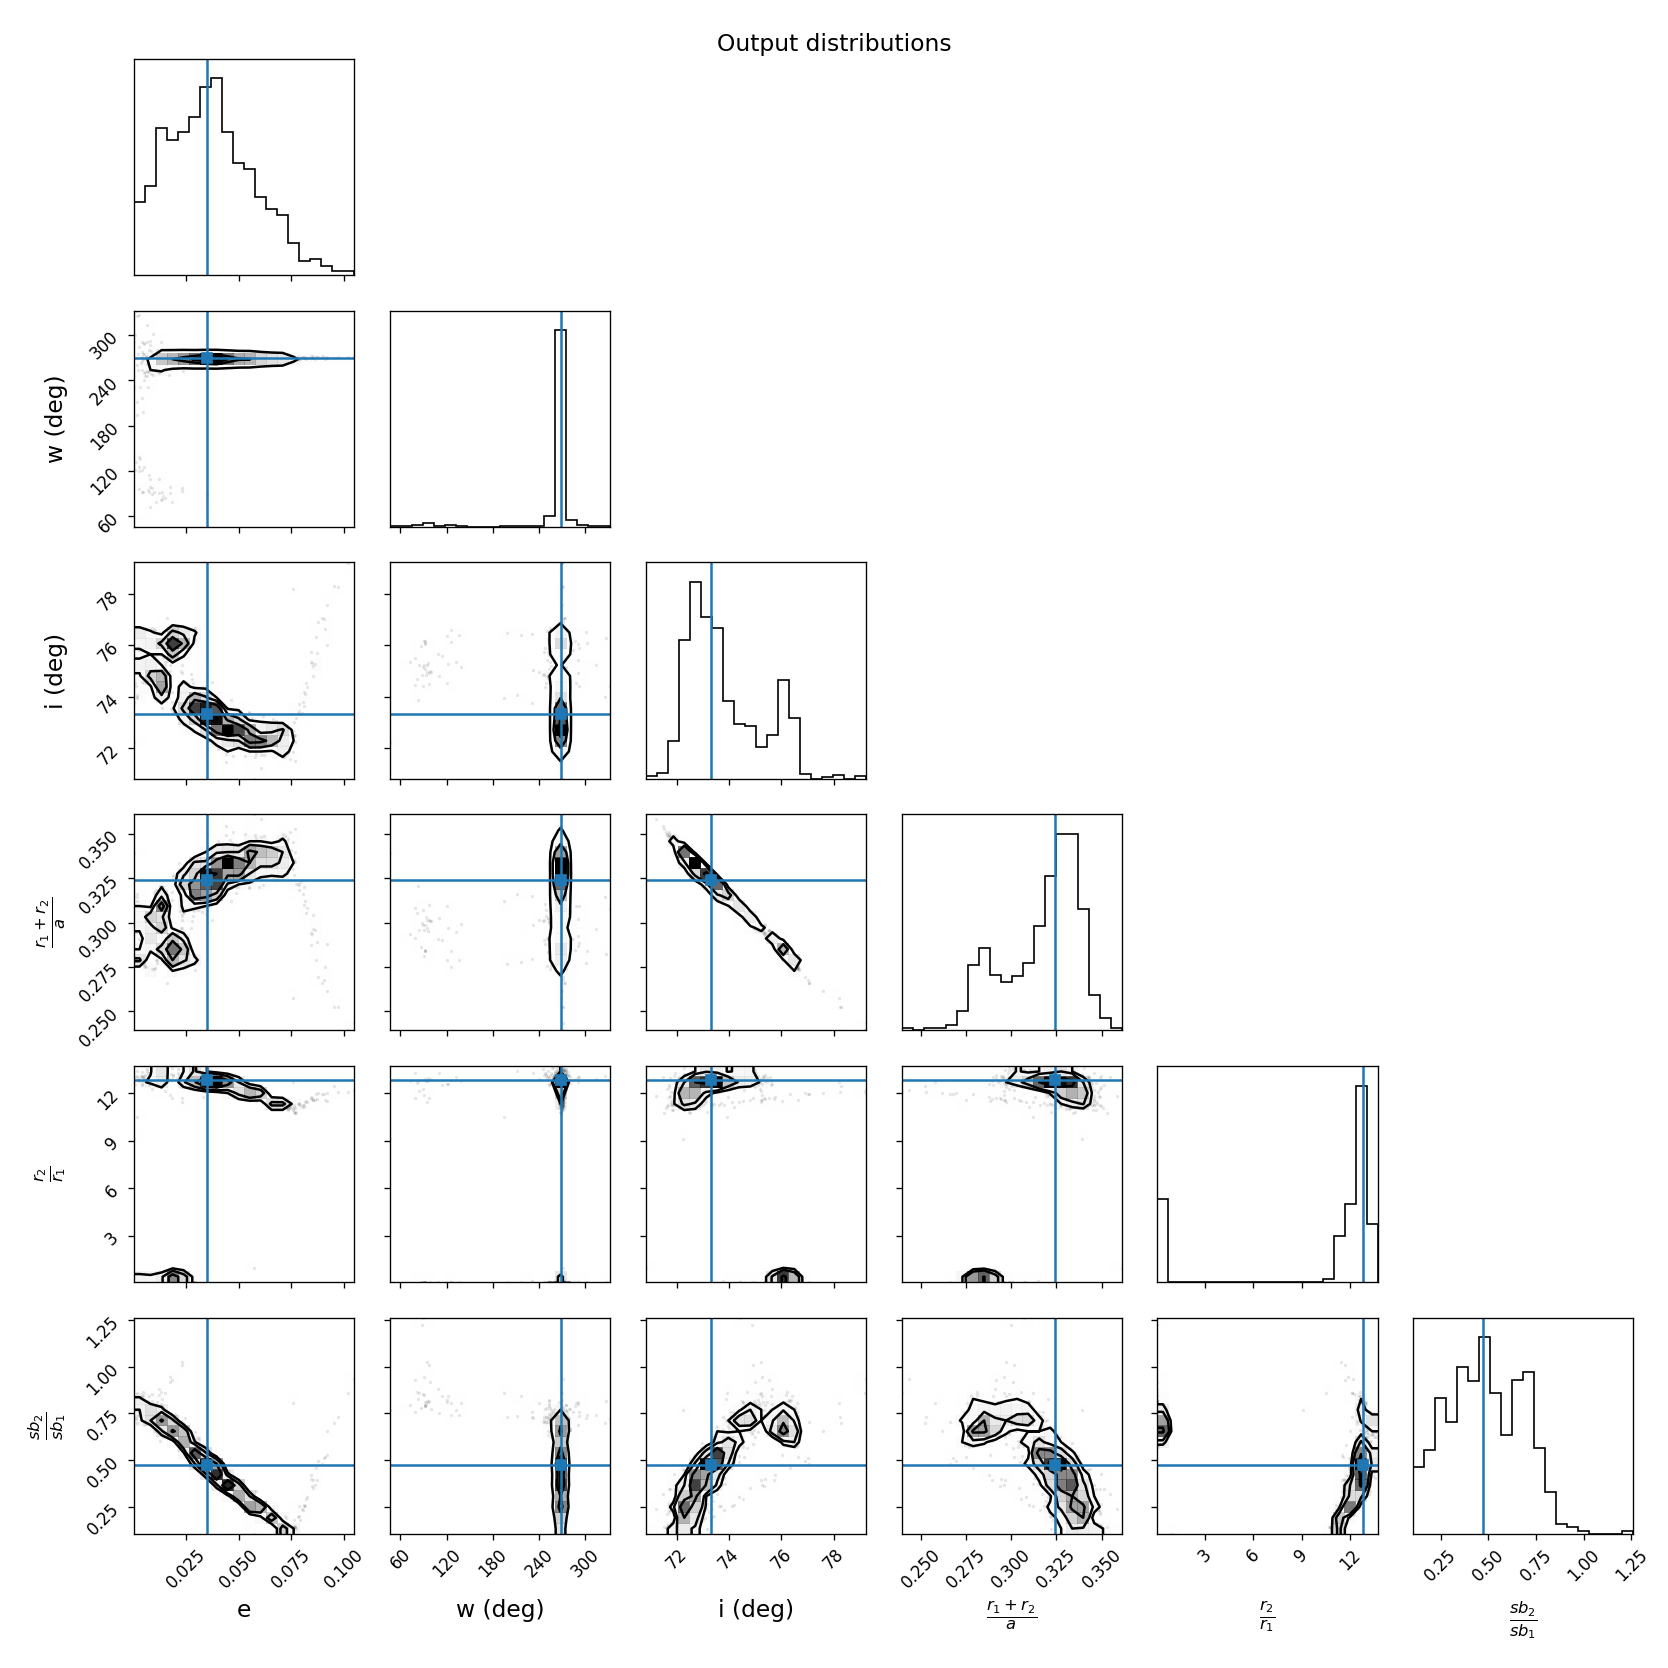 Output distributions
w (deg)
300
240
180
120
60
i (deg)
78
76
74
72
r₁ + r₂
a
0.350
0.325
0.300
0.275
0.250
r₂
r₁
12
9
6
3
sb₂
sb₁
1.25
1.00
0.75
0.50
0.25
0.025 0.050 0.075 0.100
60 120 180 240 300
72 74 76 78
0.250 0.275 0.300 0.325 0.350
3 6 9 12
0.25 0.50 0.75 1.00 1.25
e
w (deg)
i (deg)
r₁ + r₂
a
r₂
r₁
sb₂
sb₁